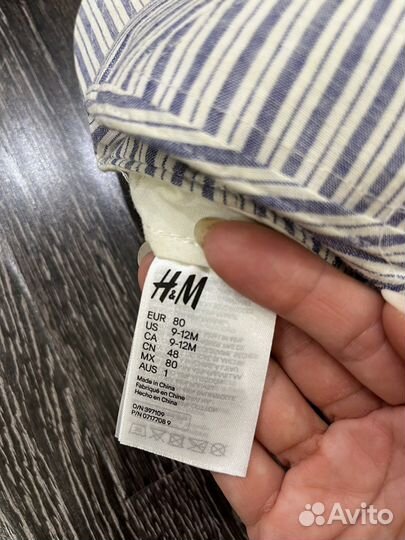 H&M
EUR 80
US 9-12M
CA 9-12M
CN 48
MX 80
AUS 1
Made in China
Fabriqué en Chine
Hecho en China
D/N 397109
P/N 0717708 9
Avito